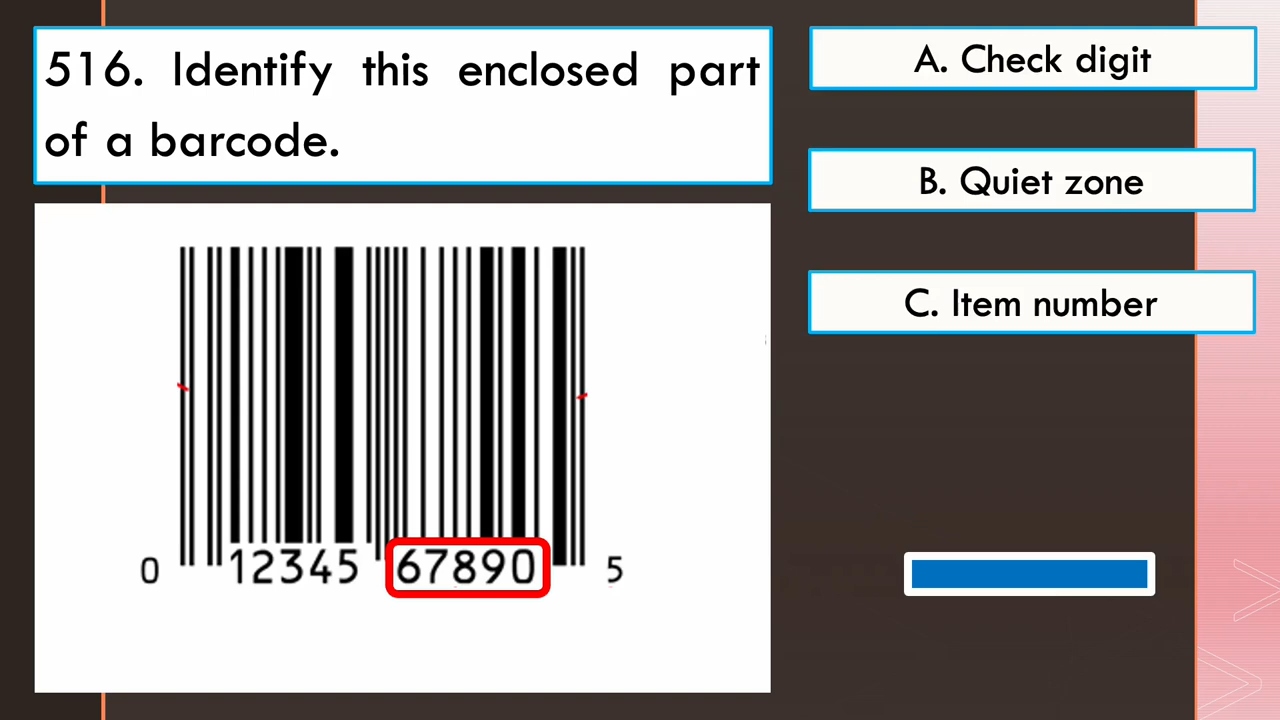 516. Identify this enclosed part
of a barcode.
A. Check digit
B. Quiet zone
C. Item number
0 12345 67890 5